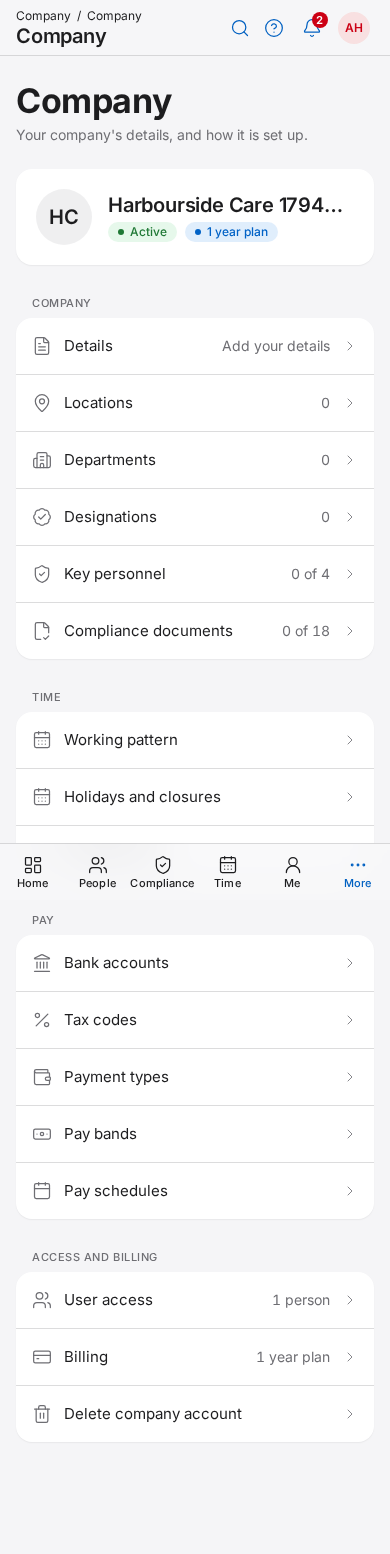 Company / Company
Company
2
AH
Company
Your company's details, and how it is set up.
HC
Harbourside Care 1794...
Active
1 year plan
COMPANY
Details Add your details
Locations 0
Departments 0
Designations 0
Key personnel 0 of 4
Compliance documents 0 of 18
TIME
Working pattern
Holidays and closures
Home People Compliance Time Me More
PAY
Bank accounts
Tax codes
Payment types
Pay bands
Pay schedules
ACCESS AND BILLING
User access 1 person
Billing 1 year plan
Delete company account